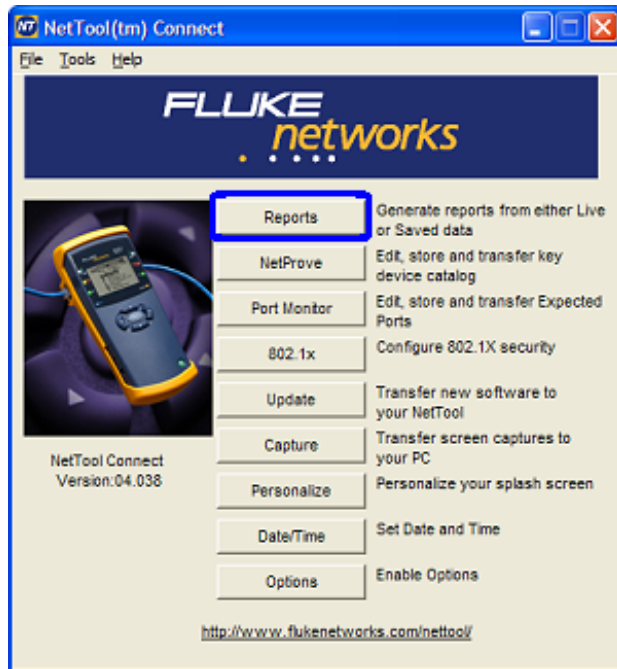 NetTool(tm) Connect
File Tools Help
FLUKE
networks
Reports
Generate reports from either Live
or Saved data
NetProve
Edit, store and transfer key
device catalog
Port Monitor
Edit, store and transfer Expected
Ports
802.1x
Configure 802.1X security
Update
Transfer new software to
your NetTool
Capture
Transfer screen captures to
your PC
Personalize
Personalize your splash screen
Date/Time
Set Date and Time
Options
Enable Options
NetTool Connect
Version:04.038
http://www.flukenetworks.com/nettool/